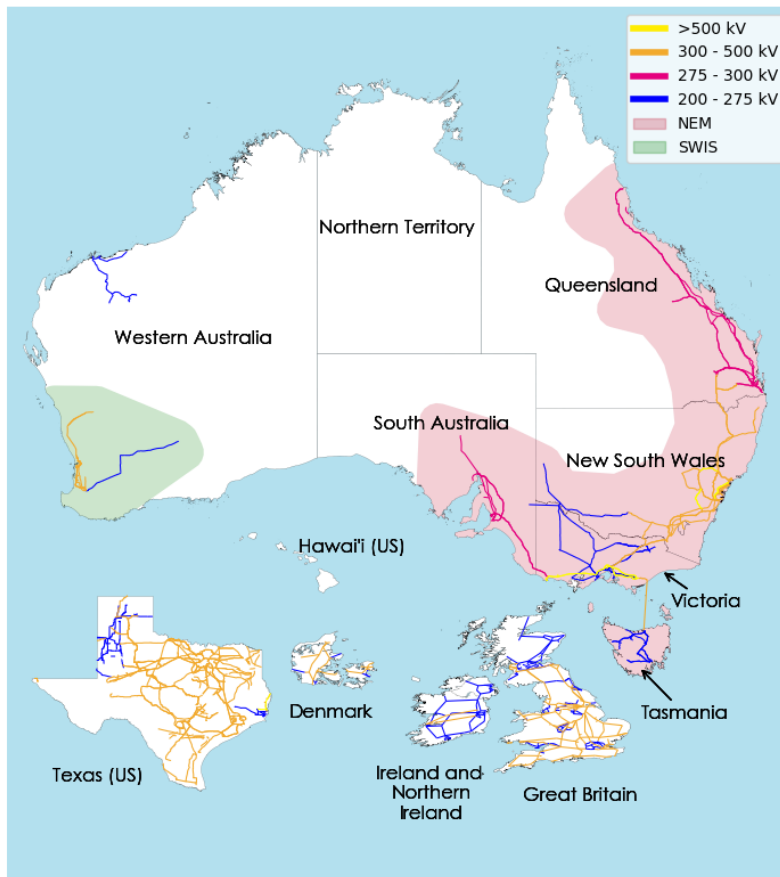 >500 kV
300 - 500 kV
275 - 300 kV
200 - 275 kV
NEM
SWIS
Northern Territory
Queensland
Western Australia
South Australia
New South Wales
Hawai'i (US)
Victoria
Tasmania
Denmark
Texas (US)
Ireland and
Northern
Ireland
Great Britain